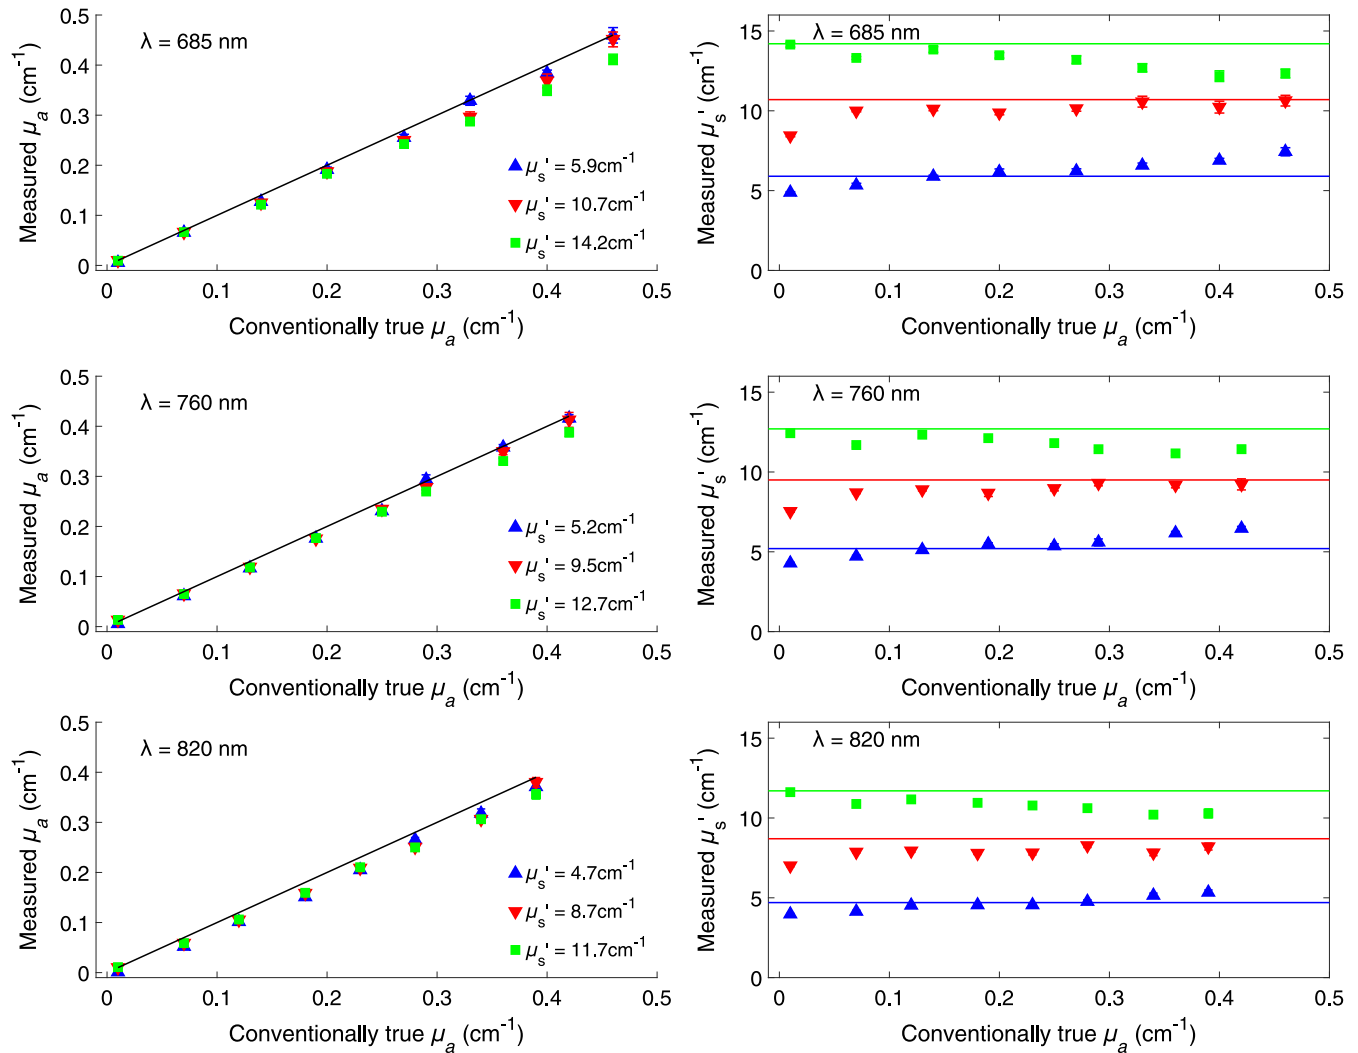 λ = 685 nm
0.5
0.4
0.3
0.2
0.1
0
Measured μa (cm-1)
μs' = 5.9cm-1
μs' = 10.7cm-1
μs' = 14.2cm-1
0 0.1 0.2 0.3 0.4 0.5
Conventionally true μa (cm-1)
λ = 685 nm
15
10
5
0
Measured μs' (cm-1)
0 0.1 0.2 0.3 0.4 0.5
Conventionally true μa (cm-1)
λ = 760 nm
0.5
0.4
0.3
0.2
0.1
0
Measured μa (cm-1)
μs' = 5.2cm-1
μs' = 9.5cm-1
μs' = 12.7cm-1
0 0.1 0.2 0.3 0.4 0.5
Conventionally true μa (cm-1)
λ = 760 nm
15
10
5
0
Measured μs' (cm-1)
0 0.1 0.2 0.3 0.4 0.5
Conventionally true μa (cm-1)
λ = 820 nm
0.5
0.4
0.3
0.2
0.1
0
Measured μa (cm-1)
μs' = 4.7cm-1
μs' = 8.7cm-1
μs' = 11.7cm-1
0 0.1 0.2 0.3 0.4 0.5
Conventionally true μa (cm-1)
λ = 820 nm
15
10
5
0
Measured μs' (cm-1)
0 0.1 0.2 0.3 0.4 0.5
Conventionally true μa (cm-1)